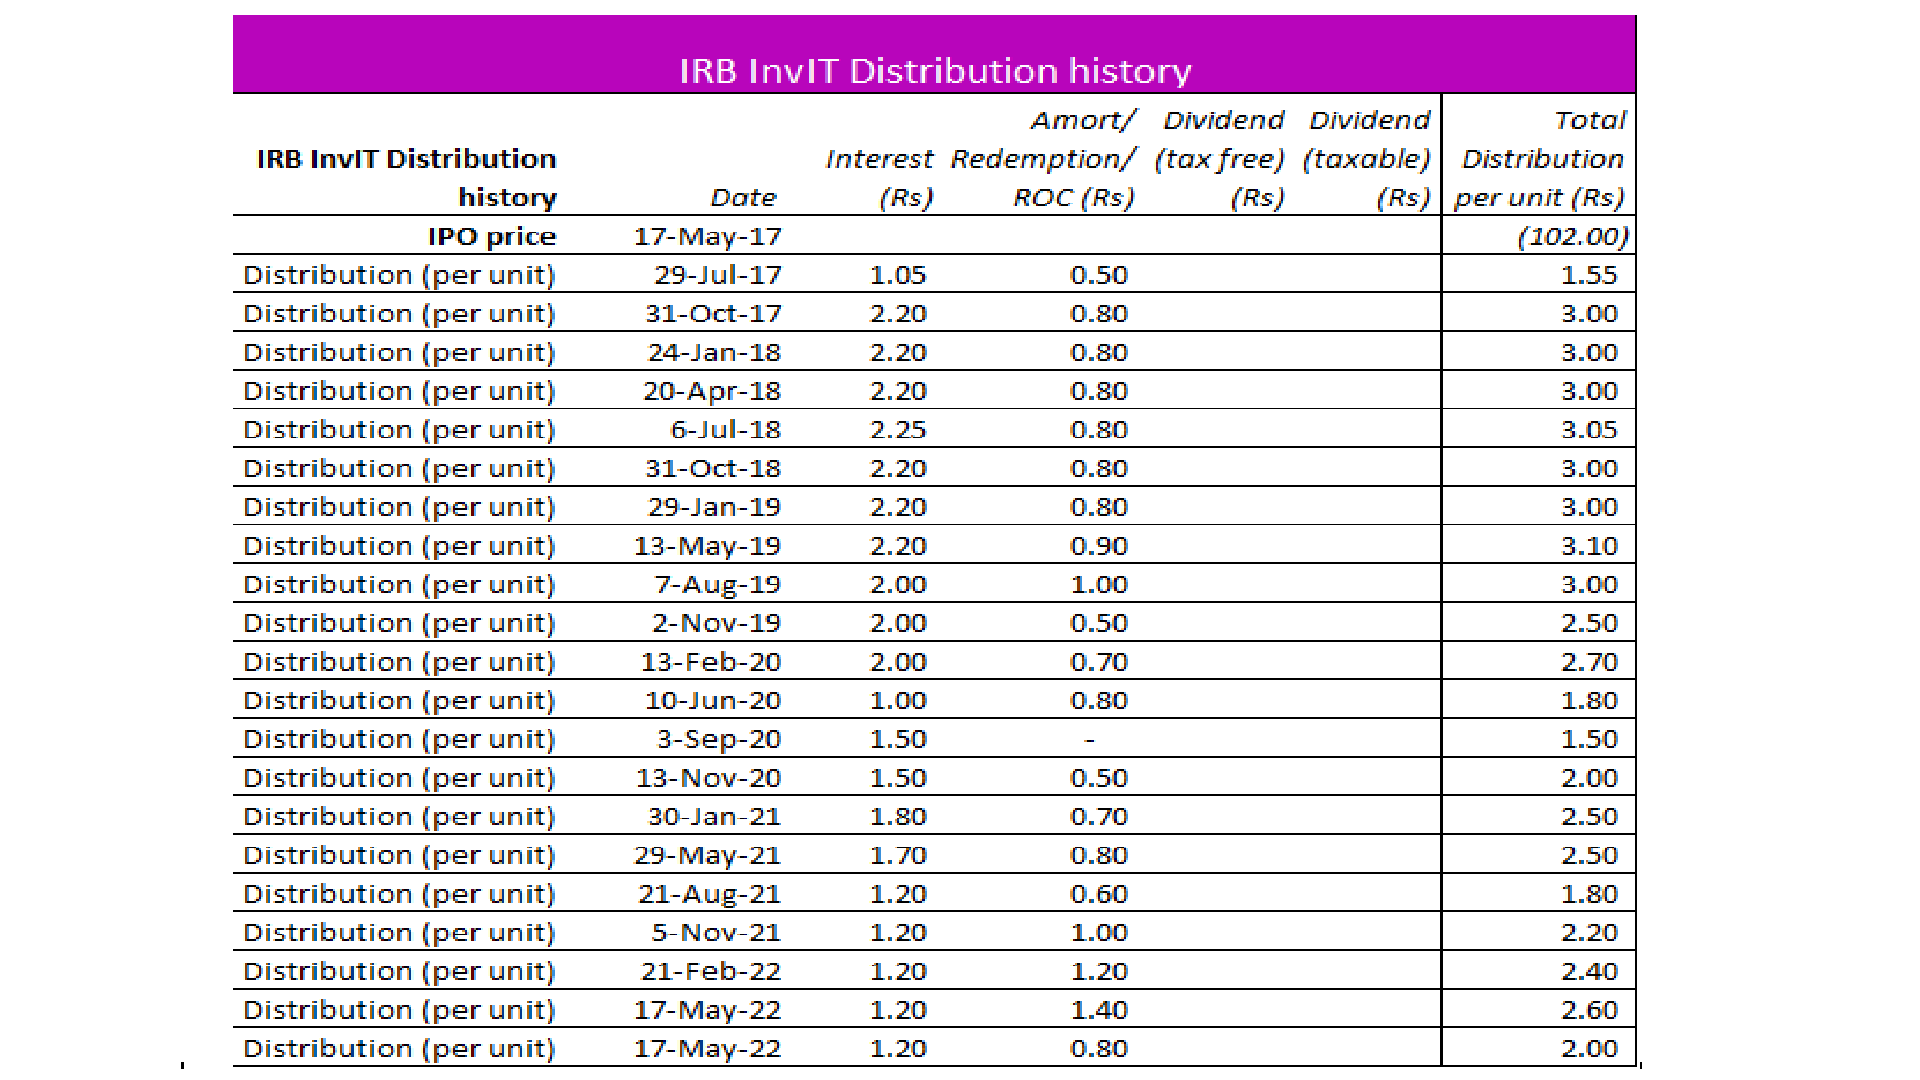 IRB InvIT Distribution history
IRB InvIT Distribution history Date Interest (Rs) Amort/ Redemption/ ROC (Rs) Dividend (tax free) (Rs) Dividend (taxable) (Rs) Total Distribution per unit (Rs)
IPO price 17-May-17 (102.00)
Distribution (per unit) 29-Jul-17 1.05 0.50 1.55
Distribution (per unit) 31-Oct-17 2.20 0.80 3.00
Distribution (per unit) 24-Jan-18 2.20 0.80 3.00
Distribution (per unit) 20-Apr-18 2.20 0.80 3.00
Distribution (per unit) 6-Jul-18 2.25 0.80 3.05
Distribution (per unit) 31-Oct-18 2.20 0.80 3.00
Distribution (per unit) 29-Jan-19 2.20 0.80 3.00
Distribution (per unit) 13-May-19 2.20 0.90 3.10
Distribution (per unit) 7-Aug-19 2.00 1.00 3.00
Distribution (per unit) 2-Nov-19 2.00 0.50 2.50
Distribution (per unit) 13-Feb-20 2.00 0.70 2.70
Distribution (per unit) 10-Jun-20 1.00 0.80 1.80
Distribution (per unit) 3-Sep-20 1.50 - 1.50
Distribution (per unit) 13-Nov-20 1.50 0.50 2.00
Distribution (per unit) 30-Jan-21 1.80 0.70 2.50
Distribution (per unit) 29-May-21 1.70 0.80 2.50
Distribution (per unit) 21-Aug-21 1.20 0.60 1.80
Distribution (per unit) 5-Nov-21 1.20 1.00 2.20
Distribution (per unit) 21-Feb-22 1.20 1.20 2.40
Distribution (per unit) 17-May-22 1.20 1.40 2.60
Distribution (per unit) 17-May-22 1.20 0.80 2.00